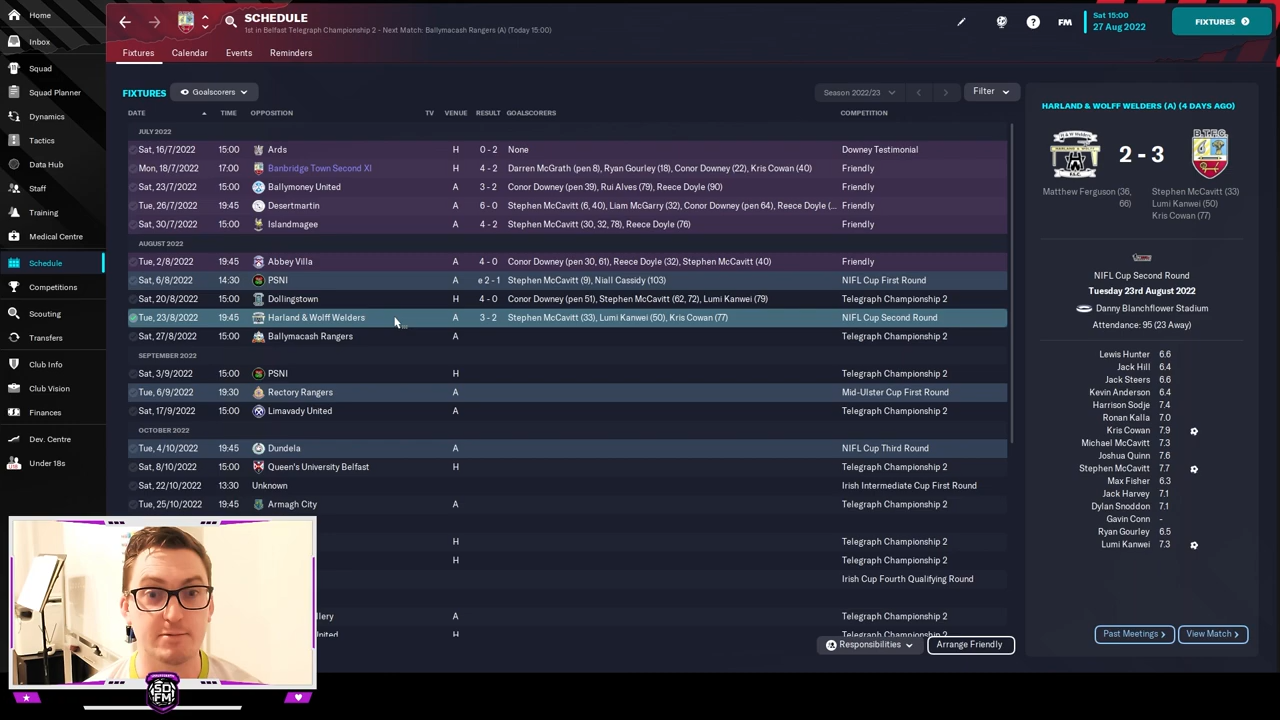 Home
Inbox
Squad
Squad Planner
Dynamics
Tactics
Data Hub
Staff
Training
Medical Centre
Schedule
Competitions
Scouting
Transfers
Club Info
Club Vision
Finances
Dev. Centre
Under 18s
SCHEDULE
1st in Belfast Telegraph Championship 2 - Next Match: Ballymacash Rangers (A) (Today 15:00)
FM
Sat 15:00
27 Aug 2022
FIXTURES
Fixtures Calendar Events Reminders
FIXTURES Goalscorers Season 2022/23 Filter
DATE TIME OPPOSITION TV VENUE RESULT GOALSCORERS COMPETITION
JULY 2022
Sat, 16/7/2022 15:00 Ards H 0 - 2 None Downey Testimonial
Mon, 18/7/2022 17:00 Banbridge Town Second XI H 4 - 2 Darren McGrath (pen 8), Ryan Gourley (18), Conor Downey (22), Kris Cowan (40) Friendly
Sat, 23/7/2022 15:00 Ballymoney United A 3 - 2 Conor Downey (pen 39), Rui Alves (79), Reece Doyle (90) Friendly
Tue, 26/7/2022 19:45 Desertmartin A 6 - 0 Stephen McCavitt (6, 40), Liam McGarry (32), Conor Downey (pen 64), Reece Doyle (... Friendly
Sat, 30/7/2022 15:00 Islandmagee A 4 - 2 Stephen McCavitt (30, 32, 78), Reece Doyle (76) Friendly
AUGUST 2022
Tue, 2/8/2022 19:45 Abbey Villa A 4 - 0 Conor Downey (pen 30, 61), Reece Doyle (32), Stephen McCavitt (40) Friendly
Sat, 6/8/2022 14:30 PSNI A e 2 - 1 Stephen McCavitt (9), Niall Cassidy (103) NIFL Cup First Round
Sat, 20/8/2022 15:00 Dollingstown H 4 - 0 Conor Downey (pen 51), Stephen McCavitt (62, 72), Lumi Kanwei (79) Telegraph Championship 2
Tue, 23/8/2022 19:45 Harland & Wolff Welders A 3 - 2 Stephen McCavitt (33), Lumi Kanwei (50), Kris Cowan (77) NIFL Cup Second Round
Sat, 27/8/2022 15:00 Ballymacash Rangers A Telegraph Championship 2
SEPTEMBER 2022
Sat, 3/9/2022 15:00 PSNI H Telegraph Championship 2
Tue, 6/9/2022 19:30 Rectory Rangers A Mid-Ulster Cup First Round
Sat, 17/9/2022 15:00 Limavady United A Telegraph Championship 2
OCTOBER 2022
Tue, 4/10/2022 19:45 Dundela A NIFL Cup Third Round
Sat, 8/10/2022 15:00 Queen's University Belfast H Telegraph Championship 2
Sat, 22/10/2022 13:30 Unknown Irish Intermediate Cup First Round
Tue, 25/10/2022 19:45 Armagh City A Telegraph Championship 2
H Telegraph Championship 2
H Telegraph Championship 2
Irish Cup Fourth Qualifying Round
llery A Telegraph Championship 2
United H Telegraph Championship 2
Responsibilities Arrange Friendly
HARLAND & WOLFF WELDERS (A) (4 DAYS AGO)
2 - 3
B.T.F.C.
Matthew Ferguson (36, 66)
Stephen McCavitt (33)
Lumi Kanwei (50)
Kris Cowan (77)
NIFL Cup Second Round
Tuesday 23rd August 2022
Danny Blanchflower Stadium
Attendance: 95 (23 Away)
Lewis Hunter 6.6
Jack Hill 6.4
Jack Steers 6.6
Kevin Anderson 6.4
Harrison Sodje 7.4
Ronan Kalla 7.0
Kris Cowan 7.9
Michael McCavitt 7.3
Joshua Quinn 7.6
Stephen McCavitt 7.7
Max Fisher 6.3
Jack Harvey 7.1
Dylan Snoddon 7.1
Gavin Conn -
Ryan Gourley 6.5
Lumi Kanwei 7.3
Past Meetings View Match
SDFM